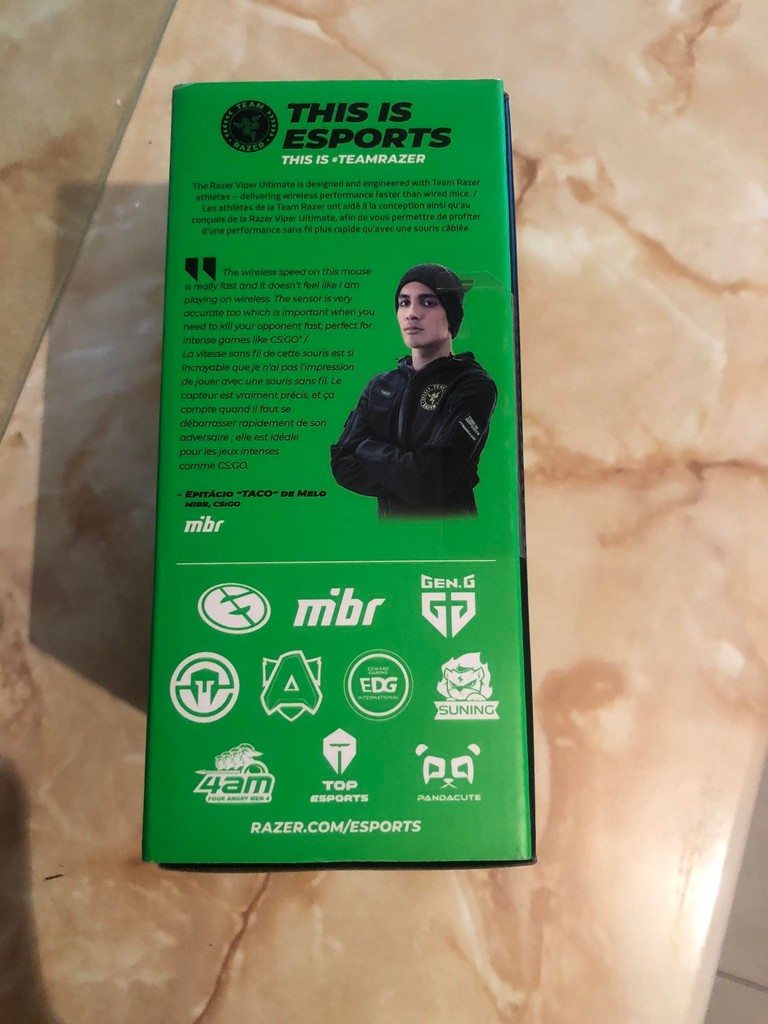 TEAM
RAZER
THIS IS
ESPORTS
THIS IS #TEAMRAZER
The Razer Viper Ultimate is designed and engineered with Team Razer
athletes – delivering wireless performance faster than wired mice. /
Les athlètes de la Team Razer ont aidé à la conception ainsi qu'au
conçues de la Razer Viper Ultimate, afin de vous permettre de profiter
d'une performance sans fil plus rapide qu'avec une souris câblée.
The wireless speed on this mouse
is really fast and it doesn't feel like I am
playing on wireless. The sensor is very
accurate too which is important when you
need to kill your opponent fast; perfect for
intense games like CS:GO" /
La vitesse sans fil de cette souris est si
incroyable que je n'ai pas l'impression
de jouer avec une souris sans fil. Le
capteur est vraiment précis, et ça
compte quand il faut se
débarrasser rapidement de son
adversaire ; elle est idéale
pour les jeux intenses
comme CS:GO.
- EPITÁCIO "TACO" DE MELO
MIBR, CS:GO
mibr
TEAM
RAZER
mibr
GEN.G
GG
A
EDWARD
GAMING
EDG
INTERNATIONAL
SUNING
4am
FOUR ANGRY MEN 4
TOP
ESPORTS
PANDACUTE
RAZER.COM/ESPORTS